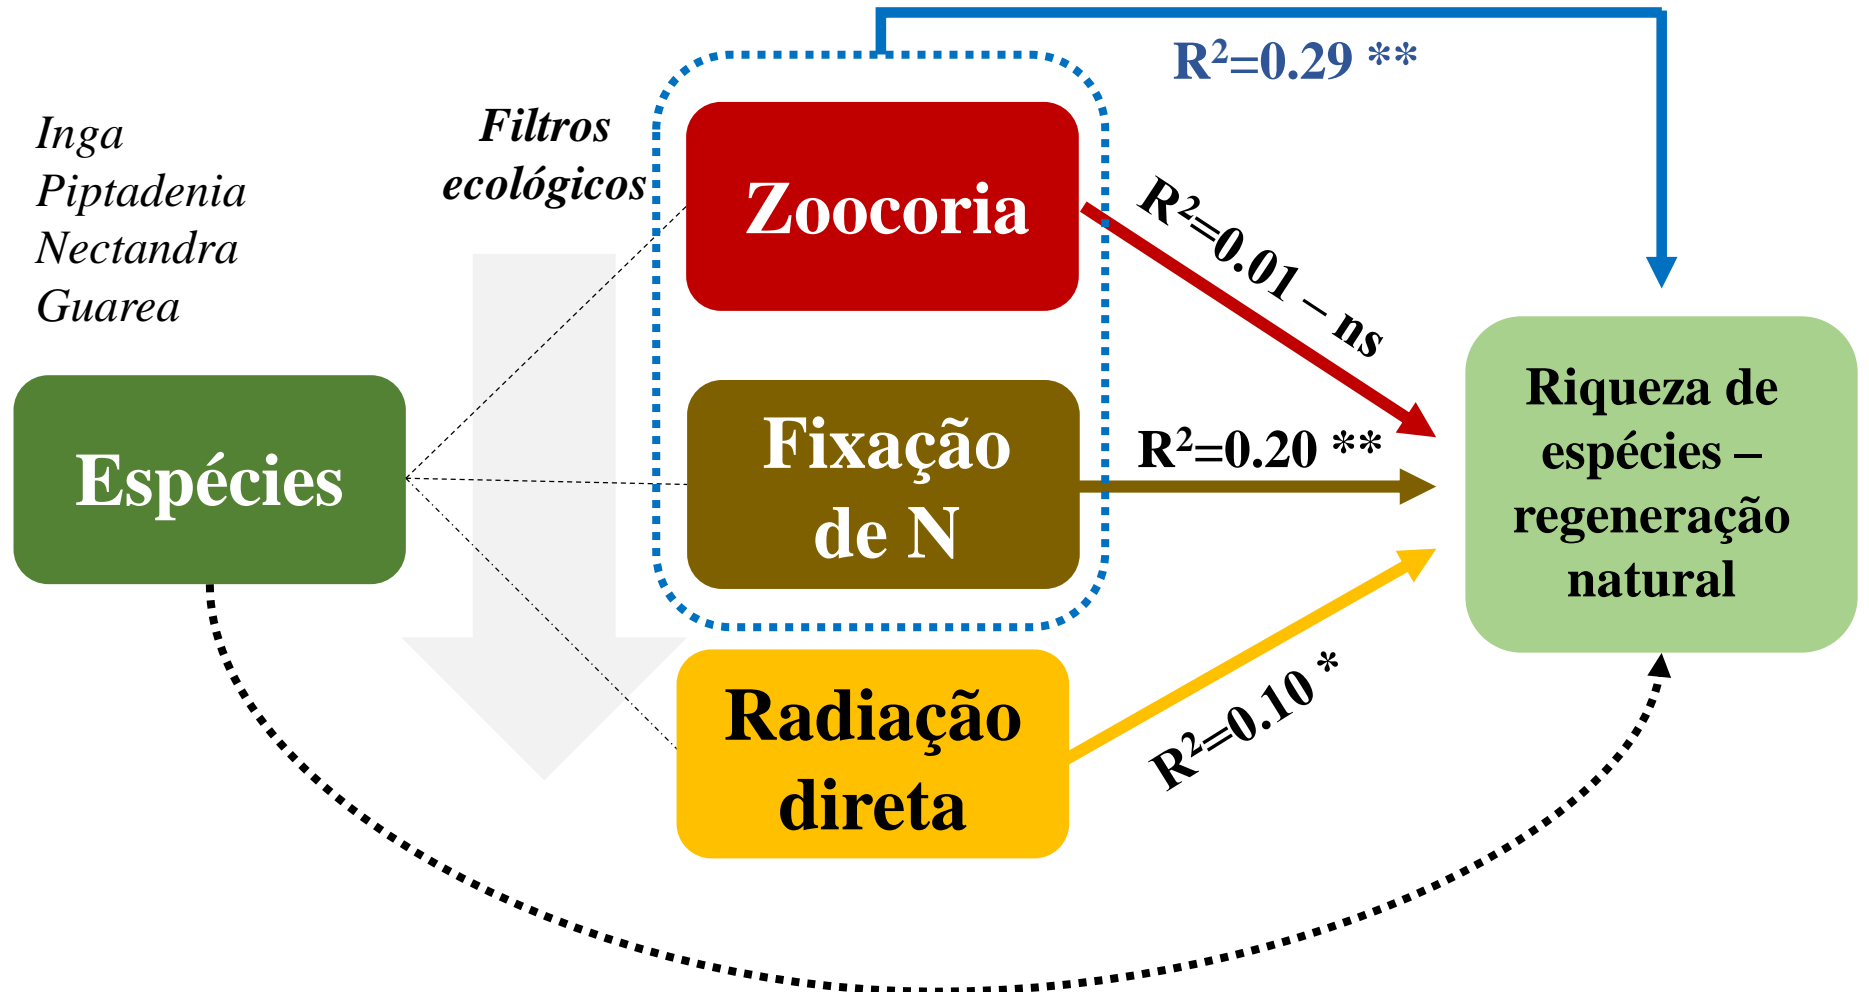 Inga
Piptadenia
Nectandra
Guarea
Espécies
Filtros
ecológicos
Zoocoria
Fixação
de N
Radiação
direta
R²=0.29 **
R²=0.01 – ns
R²=0.20 **
R²=0.10 *
Riqueza de
espécies –
regeneração
natural